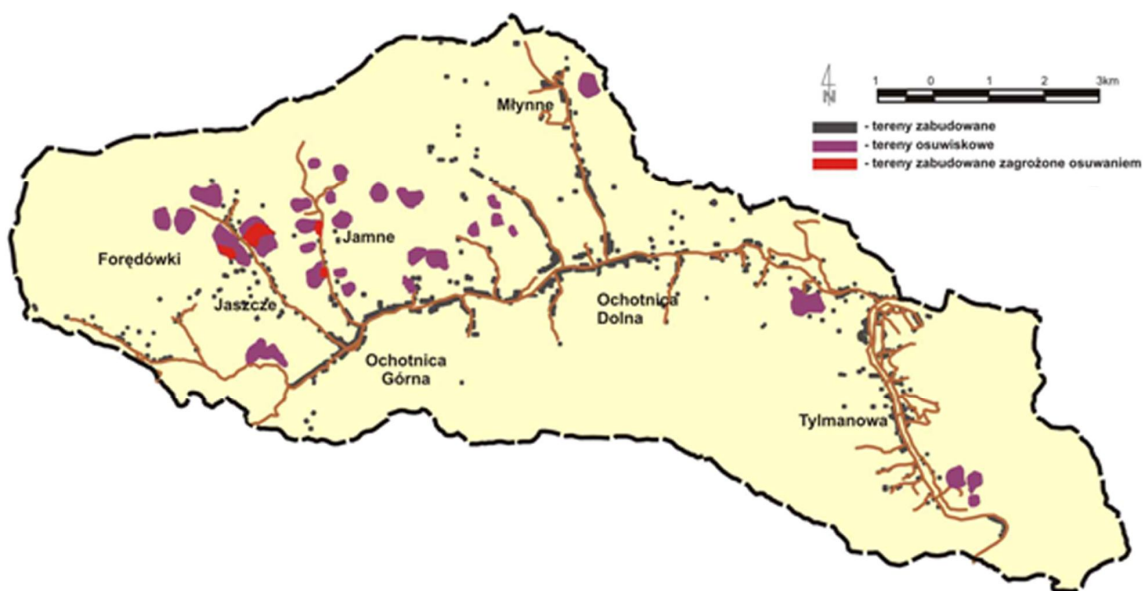 N
1 0 1 2 3km
- tereny zabudowane
- tereny osuwiskowe
- tereny zabudowane zagrożone osuwaniem
Młynne
Jamne
Forędówki
Jaszcze
Ochotnica
Dolna
Ochotnica
Górna
Tylmanowa